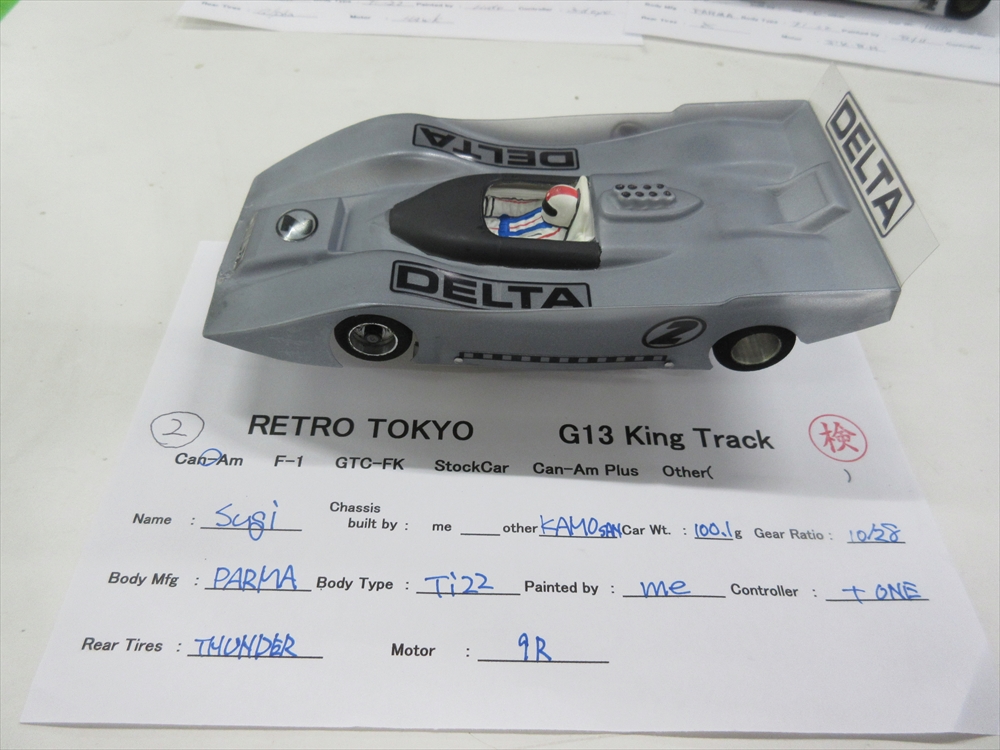 DELTA
DELTA
DELTA
2
2 RETRO TOKYO G13 King Track 検
Can-Am F-1 GTC-FK StockCar Can-Am Plus Other( )
Name : Sugi Chassis built by : me other KAMOSAN Car Wt. : 100.1g Gear Ratio : 10/28
Body Mfg : PARMA Body Type : Ti22 Painted by : me Controller : + ONE
Rear Tires : THUNDER Motor : 9R